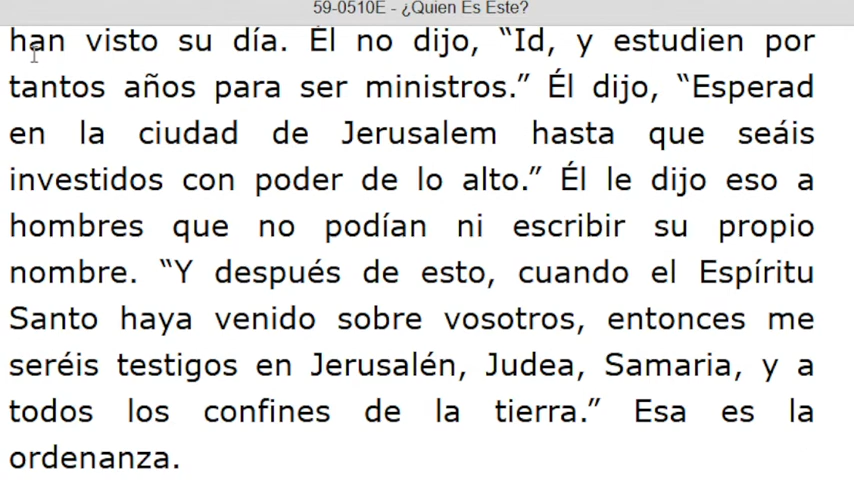 59-0510E - ¿Quien Es Este?
han visto su día. Él no dijo, “Id, y estudien por
tantos años para ser ministros.” Él dijo, “Esperad
en la ciudad de Jerusalem hasta que seáis
investidos con poder de lo alto.” Él le dijo eso a
hombres que no podían ni escribir su propio
nombre. “Y después de esto, cuando el Espíritu
Santo haya venido sobre vosotros, entonces me
seréis testigos en Jerusalén, Judea, Samaria, y a
todos los confines de la tierra.” Esa es la
ordenanza.